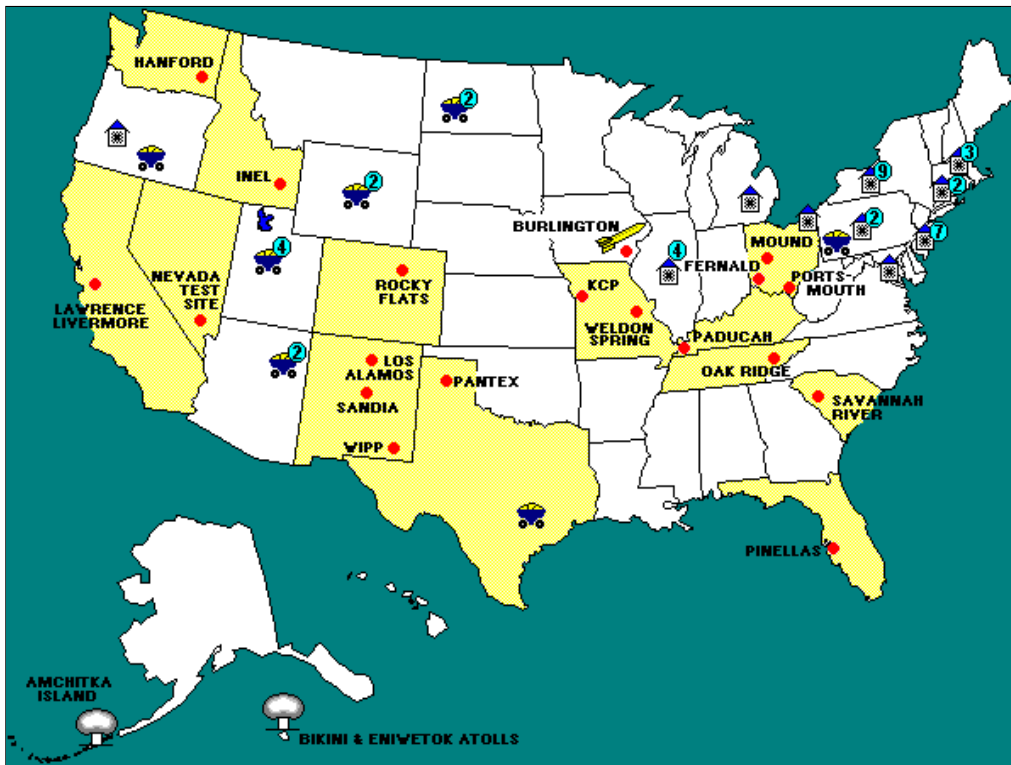 HANFORD
2
3
9
INEL
2
2
BURLINGTON
2
4
7
MOUND
NEVADA
TEST
SITE
ROCKY
FLATS
KCP
4
FERNALD
PORTS-
MOUTH
LAWRENCE
LIVERMORE
WELDON
SPRING
PADUCAH
2
LOS
ALAMOS
PANTEX
OAK RIDGE
SANDIA
SAVANNAH
RIVER
WIPP
PINELLAS
AMCHITKA
ISLAND
BIKINI & ENIWETOK ATOLLS